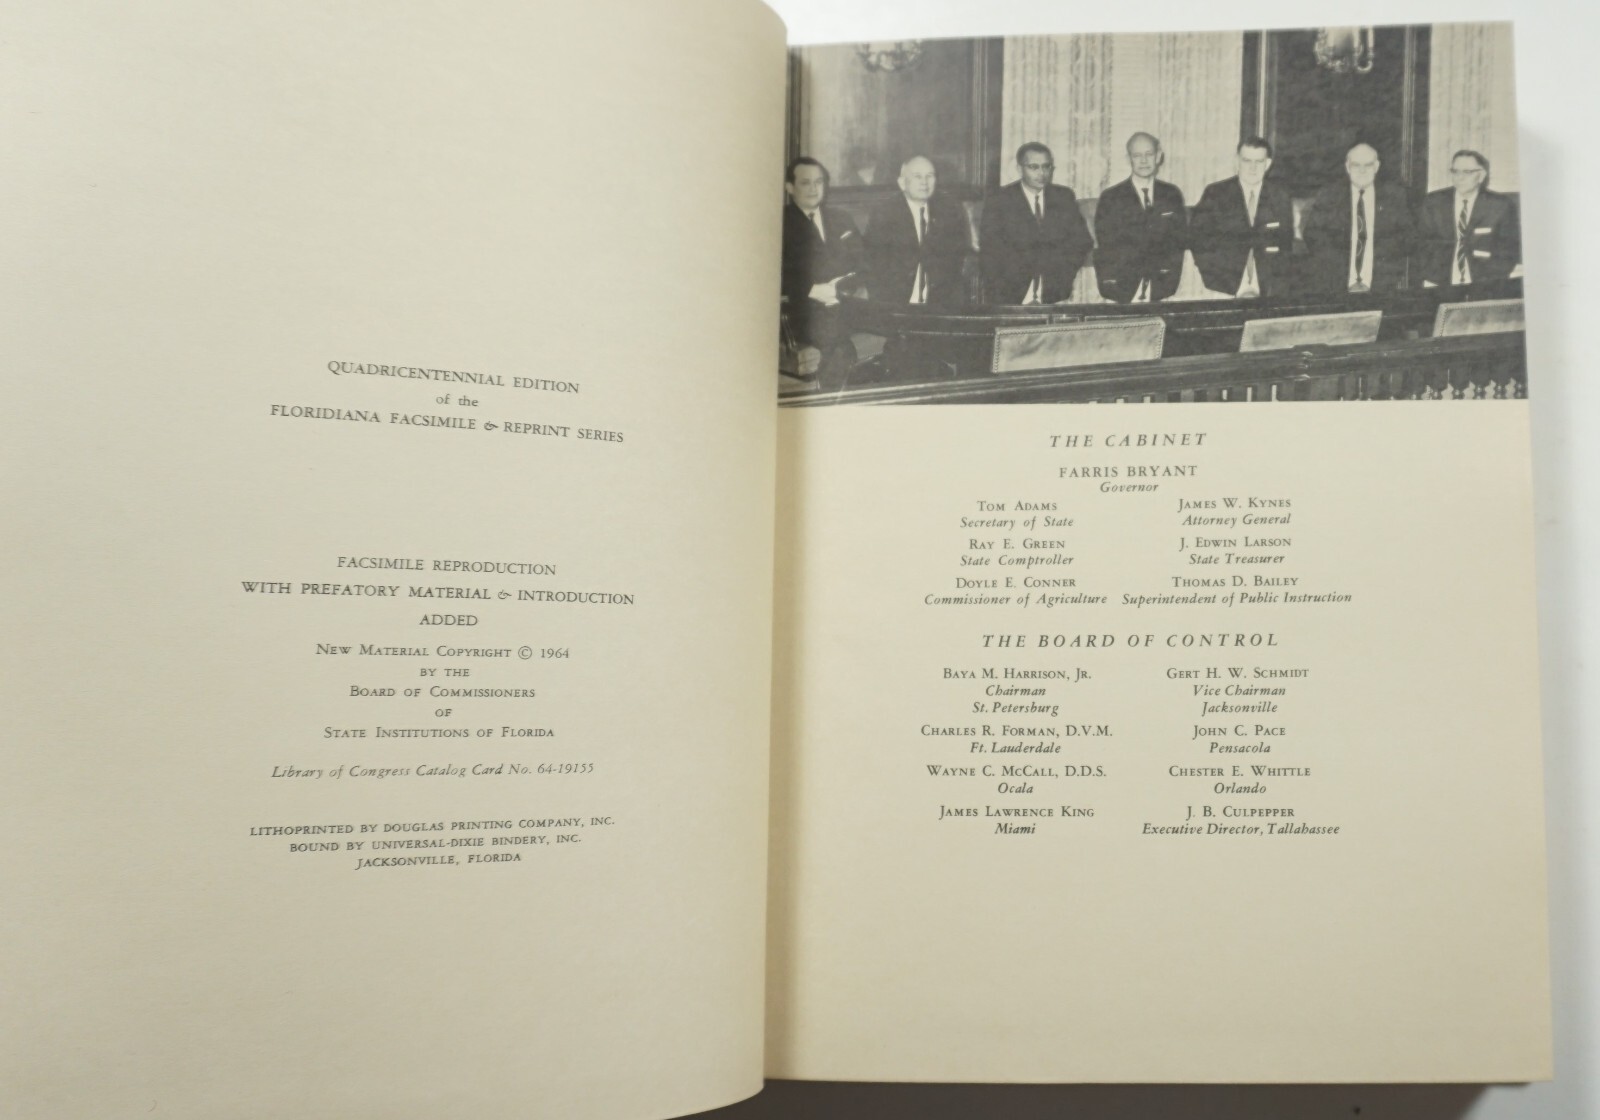 QUADRICENTENNIAL EDITION
of the
FLORIDIANA FACSIMILE & REPRINT SERIES
FACSIMILE REPRODUCTION
WITH PREFATORY MATERIAL & INTRODUCTION
ADDED
NEW MATERIAL COPYRIGHT © 1964
BY THE
BOARD OF COMMISSIONERS
OF
STATE INSTITUTIONS OF FLORIDA
Library of Congress Catalog Card No. 64-19155
LITHOPRINTED BY DOUGLAS PRINTING COMPANY, INC.
BOUND BY UNIVERSAL-DIXIE BINDERY, INC.
JACKSONVILLE, FLORIDA
THE CABINET
FARRIS BRYANT
Governor
TOM ADAMS JAMES W. KYNES
Secretary of State Attorney General
RAY E. GREEN J. EDWIN LARSON
State Comptroller State Treasurer
DOYLE E. CONNER THOMAS D. BAILEY
Commissioner of Agriculture Superintendent of Public Instruction
THE BOARD OF CONTROL
BAYA M. HARRISON, JR. GERT H. W. SCHMIDT
Chairman Vice Chairman
St. Petersburg Jacksonville
CHARLES R. FORMAN, D.V.M. JOHN C. PACE
Ft. Lauderdale Pensacola
WAYNE C. MCCALL, D.D.S. CHESTER E. WHITTLE
Ocala Orlando
JAMES LAWRENCE KING J. B. CULPEPPER
Miami Executive Director, Tallahassee